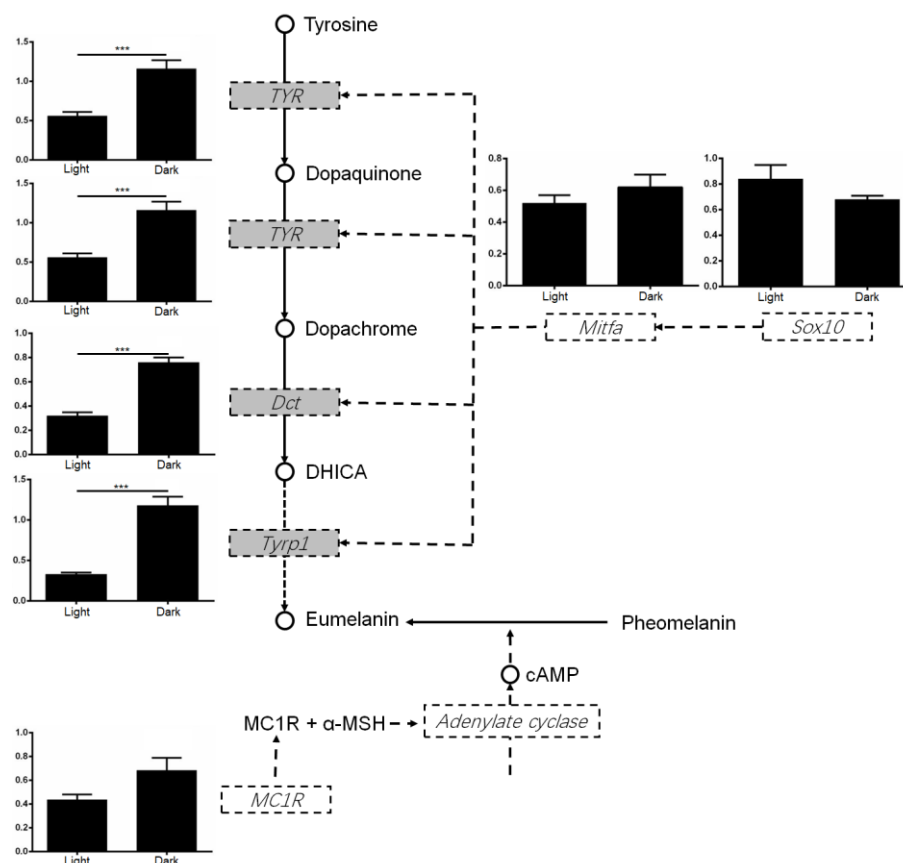 Tyrosine
1.5
1.0
0.5
0.0
***
Light
Dark
TYR
Dopaquinone
1.5
1.0
0.5
0.0
***
Light
Dark
TYR
0.8
0.6
0.4
0.2
0.0
Light
Dark
1.0
0.8
0.6
0.4
0.2
0.0
Light
Dark
Mitfa
Sox10
Dopachrome
1.0
0.8
0.6
0.4
0.2
0.0
***
Light
Dark
Dct
DHICA
1.5
1.0
0.5
0.0
***
Light
Dark
Tyrp1
Eumelanin
Pheomelanin
cAMP
MC1R + α-MSH
Adenylate cyclase
1.0
0.8
0.6
0.4
0.2
0.0
Light
Dark
MC1R